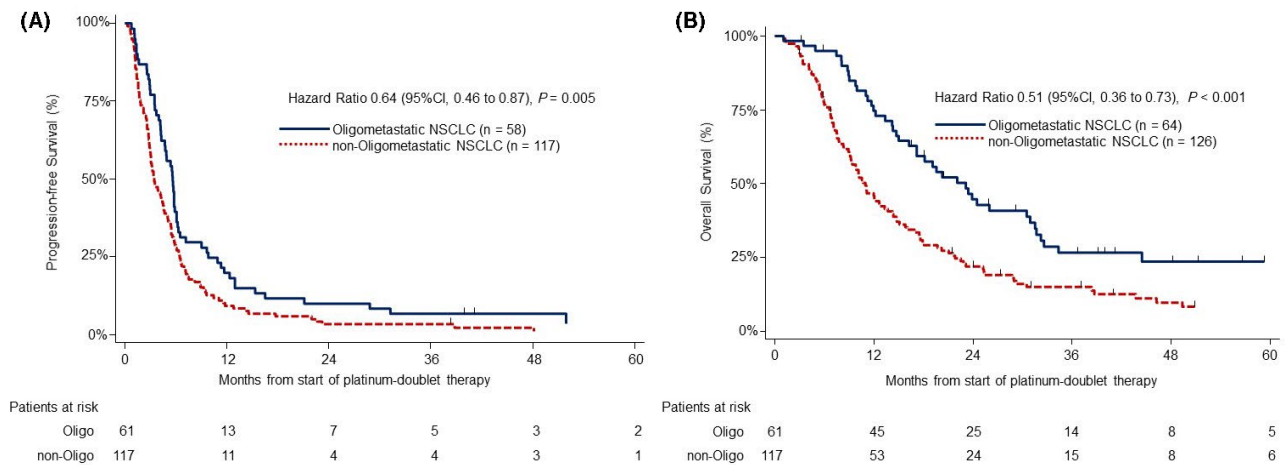 (A)
100%
75%
50%
25%
0%
Progression-free Survival (%)
Hazard Ratio 0.64 (95%CI, 0.46 to 0.87), P = 0.005
Oligometastatic NSCLC (n = 58)
non-Oligometastatic NSCLC (n = 117)
0 12 24 36 48 60
Months from start of platinum-doublet therapy
Patients at risk
Oligo 61 13 7 5 3 2
non-Oligo 117 11 4 4 3 1
(B)
100%
75%
50%
25%
0%
Overall Survival (%)
Hazard Ratio 0.51 (95%CI, 0.36 to 0.73), P < 0.001
Oligometastatic NSCLC (n = 64)
non-Oligometastatic NSCLC (n = 126)
0 12 24 36 48 60
Months from start of platinum-doublet therapy
Patients at risk
Oligo 61 45 25 14 8 5
non-Oligo 117 53 24 15 8 6